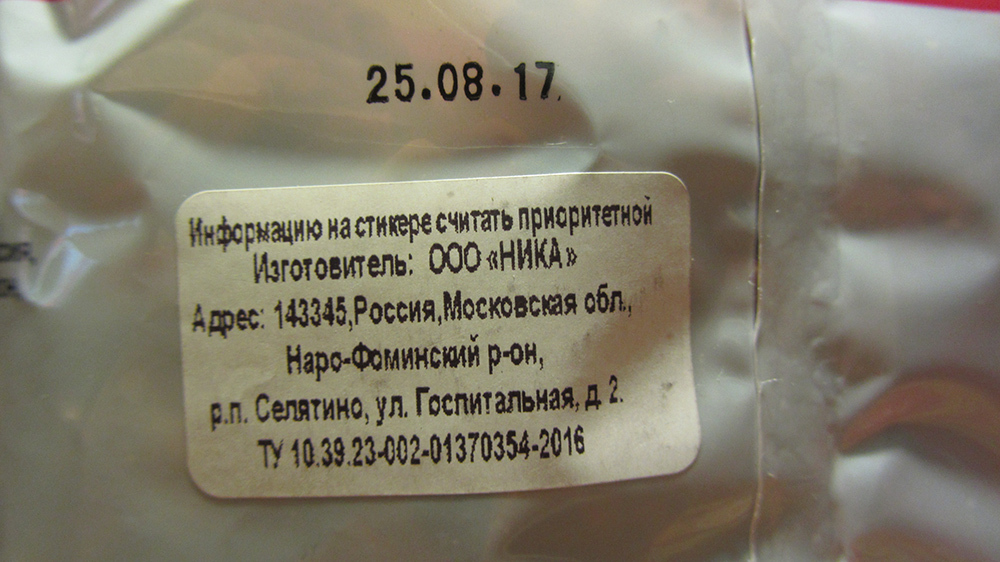 25.08.17
Информацию на стикере считать приоритетной
Изготовитель: ООО «НИКА»
Адрес: 143345,Россия,Московская обл.,
Наро-Фоминский р-он,
р.п. Селятино, ул. Госпитальная, д. 2.
ТУ 10.39.23-002-01370354-2016